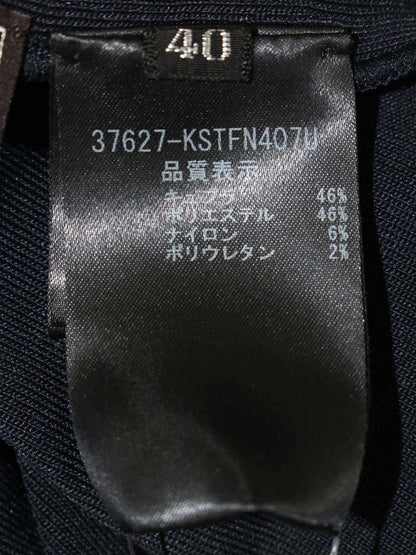 40
37627-KSTFN407U
品質表示
キュプラ 46%
ポリエステル 46%
ナイロン 6%
ポリウレタン 2%